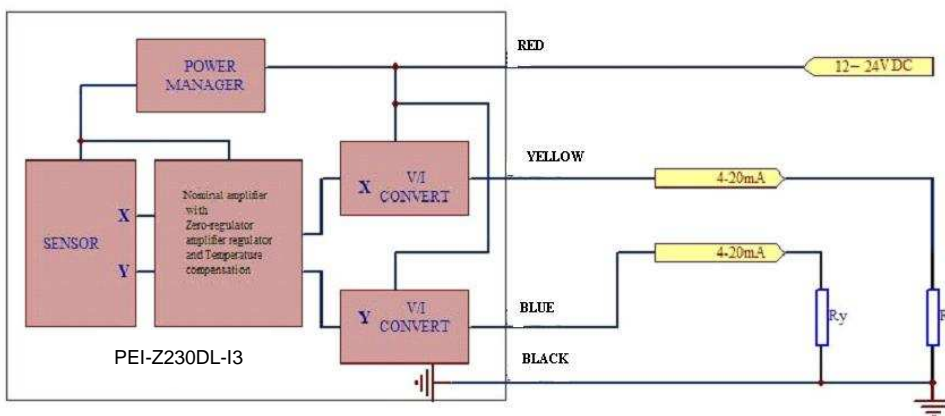 RED
POWER
MANAGER
12— 24VDC
YELLOW
X
V/I
CONVERT
4-20mA
Nominal amplifier
with
Zero-regulator
amplifier regulator
and Temperature
compensation
X
SENSOR
Y
4-20mA
V/I
Y
CONVERT
BLUE
Ry
PEI-Z230DL-I3
BLACK